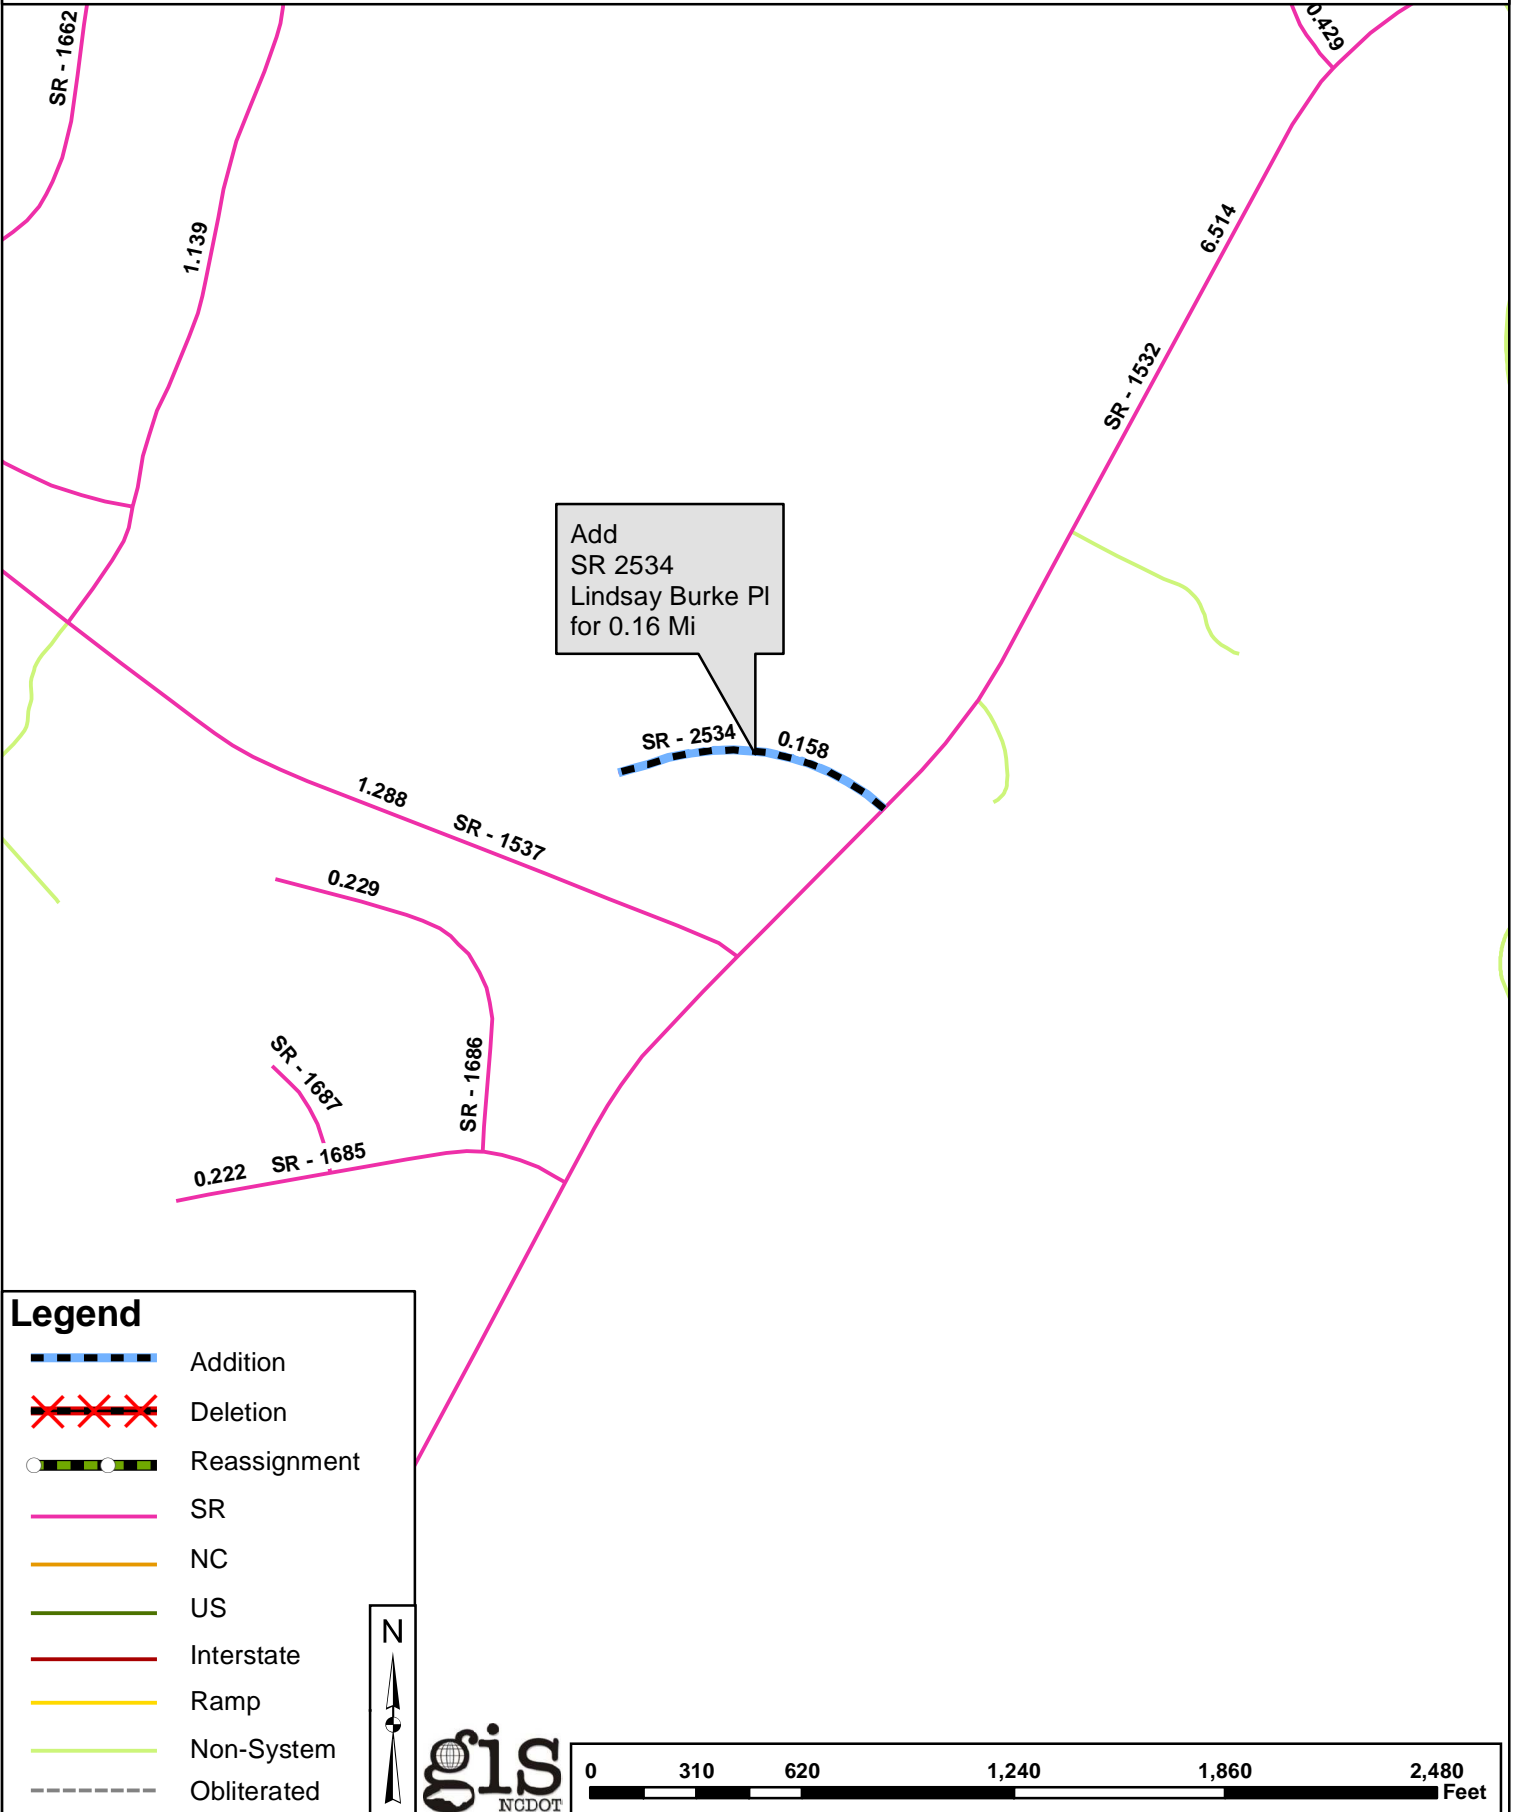 SR - 1662
0.429
1.139
6.514
SR - 1532
Add
SR 2534
Lindsay Burke Pl
for 0.16 Mi
SR - 2534
0.158
1.288
SR - 1537
0.229
SR - 1686
SR - 1687
0.222
SR - 1685
Legend
Addition
Deletion
Reassignment
SR
NC
US
Interstate
Ramp
Non-System
Obliterated
N
gis
NCDOT
0 310 620 1,240 1,860 2,480
Feet